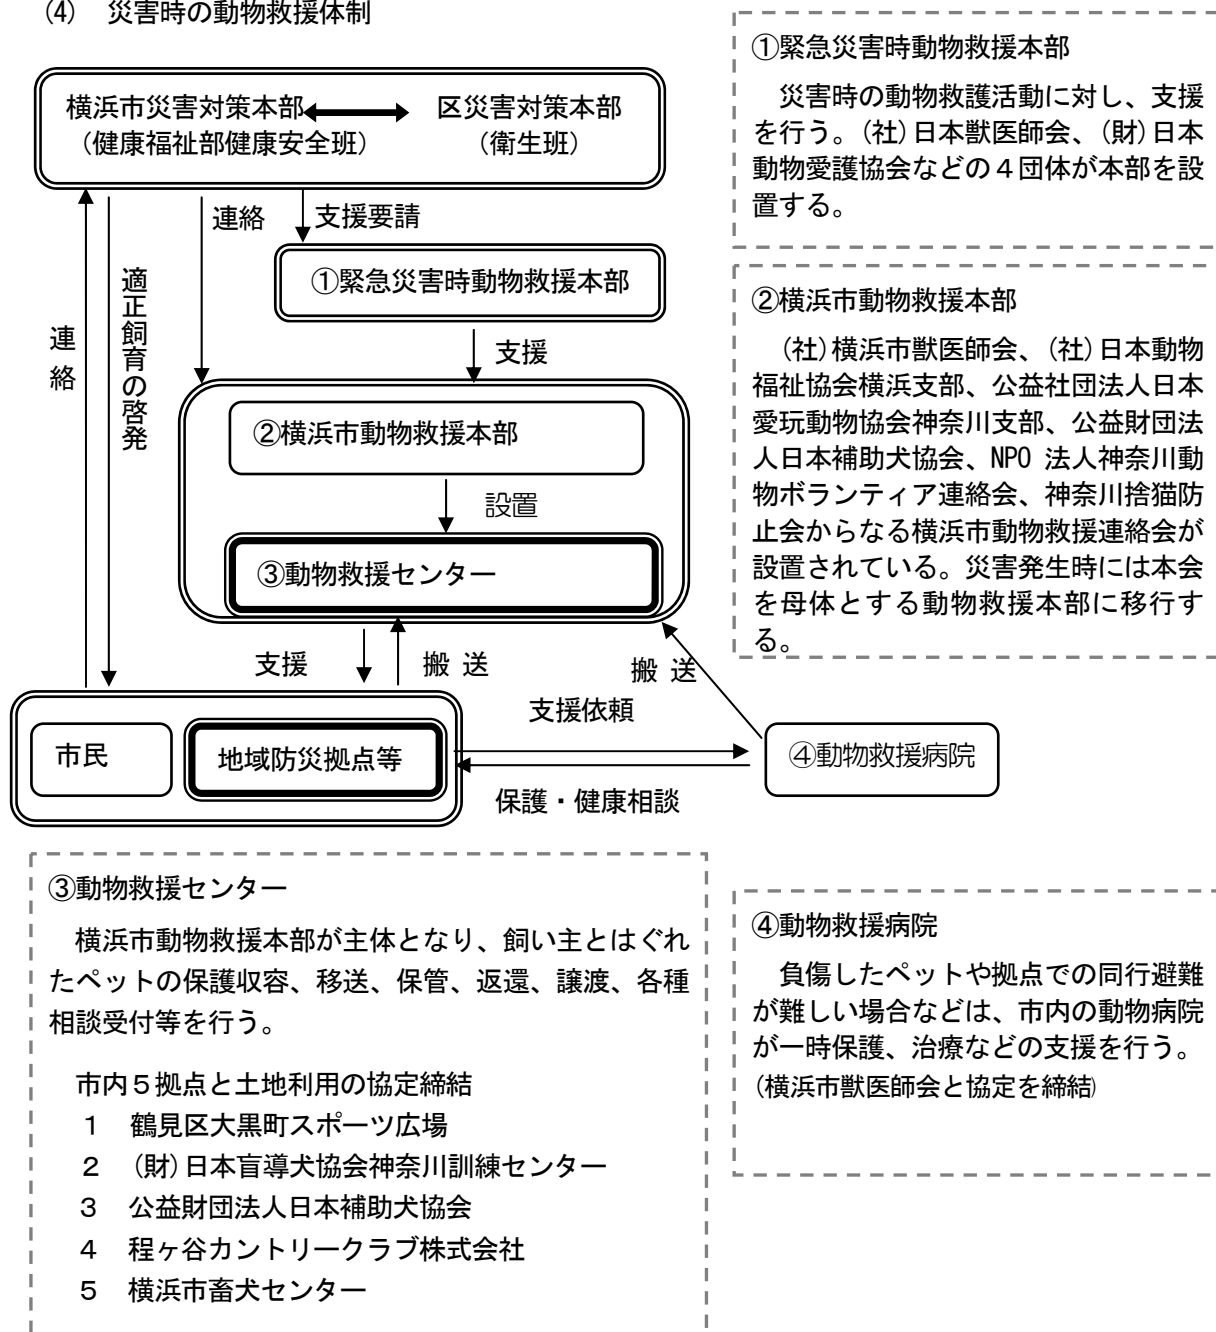 (4)　災害時の動物救援体制
横浜市災害対策本部
(健康福祉部健康安全班)
区災害対策本部
(衛生班)
連絡
支援要請
①緊急災害時動物救援本部
連絡
適正飼育の啓発
支援
②横浜市動物救援本部
設置
③動物救援センター
支援
搬 送
搬 送
支援依頼
市民
地域防災拠点等
④動物救援病院
保護・健康相談
①緊急災害時動物救援本部
災害時の動物救護活動に対し、支援
を行う。(社)日本獣医師会、(財)日本
動物愛護協会などの４団体が本部を設
置する。
②横浜市動物救援本部
(社)横浜市獣医師会、(社)日本動物
福祉協会横浜支部、公益社団法人日本
愛玩動物協会神奈川支部、公益財団法
人日本補助犬協会、NPO 法人神奈川動
物ボランティア連絡会、神奈川捨猫防
止会からなる横浜市動物救援連絡会が
設置されている。災害発生時には本会
を母体とする動物救援本部に移行す
る。
③動物救援センター
横浜市動物救援本部が主体となり、飼い主とはぐれ
たペットの保護収容、移送、保管、返還、譲渡、各種
相談受付等を行う。
市内５拠点と土地利用の協定締結
１　鶴見区大黒町スポーツ広場
２　(財)日本盲導犬協会神奈川訓練センター
３　公益財団法人日本補助犬協会
４　程ヶ谷カントリークラブ株式会社
５　横浜市畜犬センター
④動物救援病院
負傷したペットや拠点での同行避難
が難しい場合などは、市内の動物病院
が一時保護、治療などの支援を行う。
(横浜市獣医師会と協定を締結)